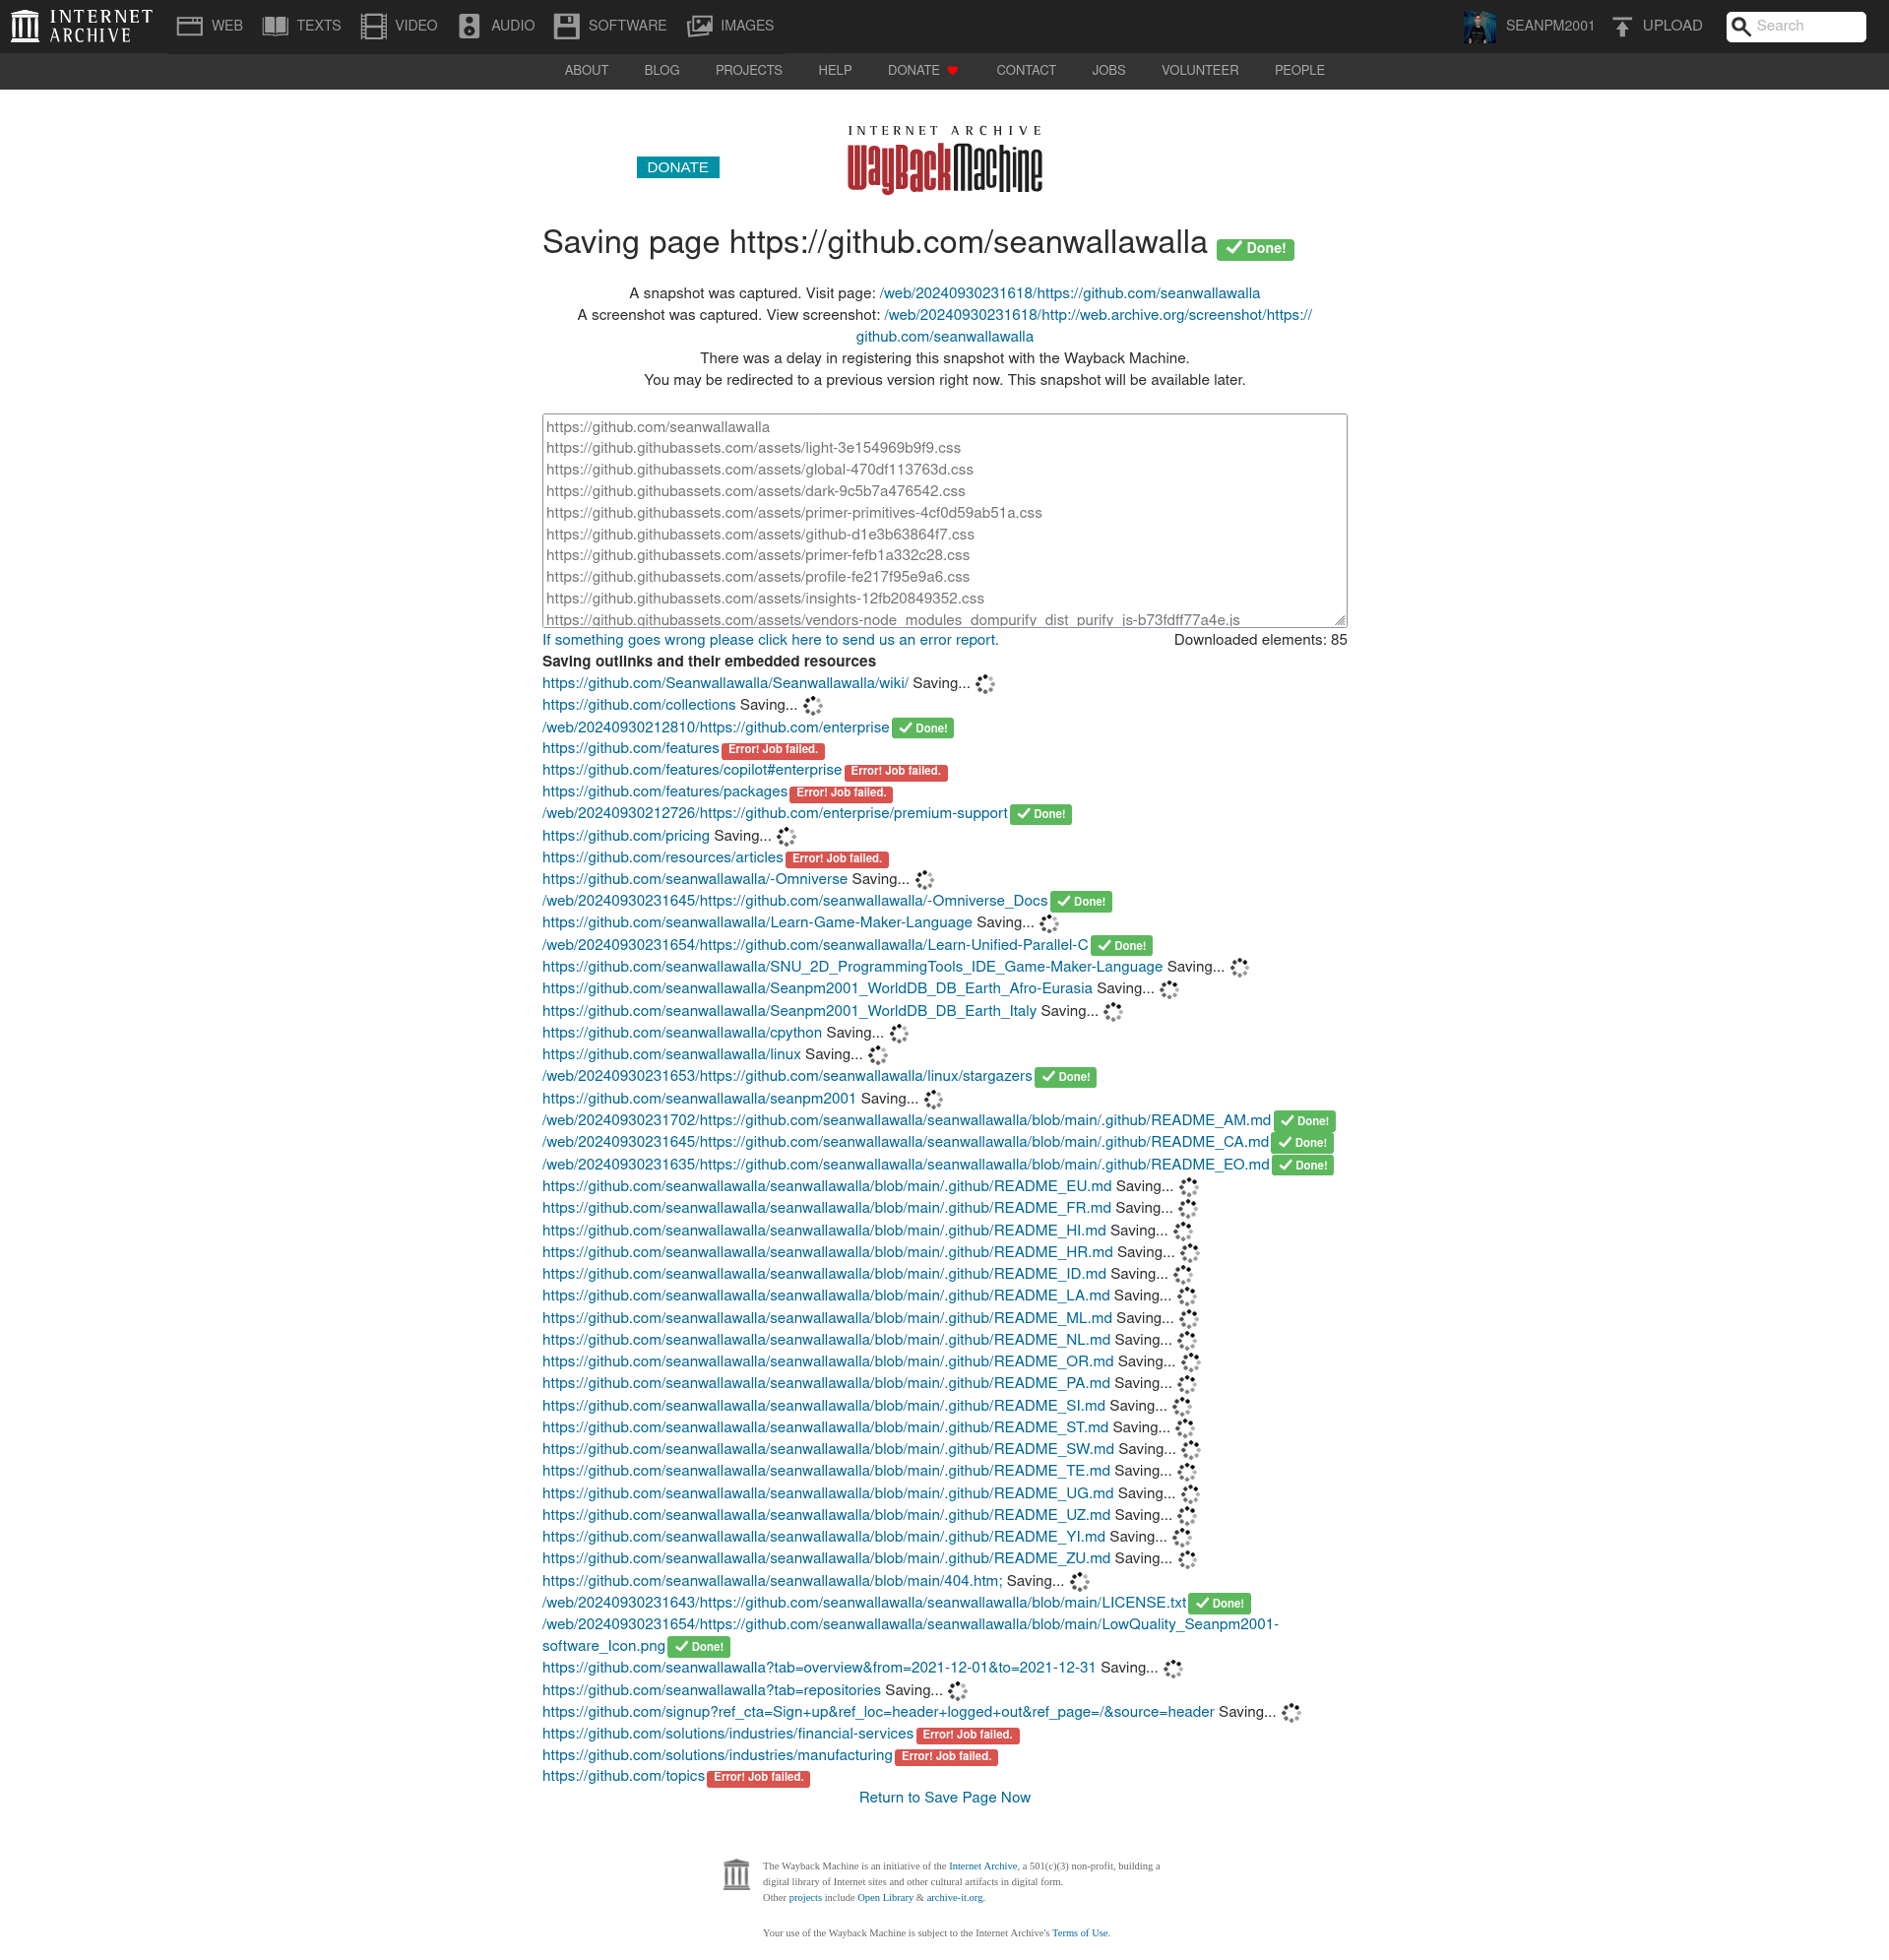 INTERNET ARCHIVE
WEB TEXTS VIDEO AUDIO SOFTWARE IMAGES SEANPM2001 UPLOAD Search
ABOUT BLOG PROJECTS HELP DONATE CONTACT JOBS VOLUNTEER PEOPLE
INTERNET ARCHIVE
DONATE
WayBackMachine
Saving page https://github.com/seanwallawalla Done!
A snapshot was captured. Visit page: /web/20240930231618/https://github.com/seanwallawalla
A screenshot was captured. View screenshot: /web/20240930231618/http://web.archive.org/screenshot/https://
github.com/seanwallawalla
There was a delay in registering this snapshot with the Wayback Machine.
You may be redirected to a previous version right now. This snapshot will be available later.
https://github.com/seanwallawalla
https://github.githubassets.com/assets/light-3e154969b9f9.css
https://github.githubassets.com/assets/global-470df113763d.css
https://github.githubassets.com/assets/dark-9c5b7a476542.css
https://github.githubassets.com/assets/primer-primitives-4cf0d59ab51a.css
https://github.githubassets.com/assets/github-d1e3b63864f7.css
https://github.githubassets.com/assets/primer-fefb1a332c28.css
https://github.githubassets.com/assets/profile-fe217f95e9a6.css
https://github.githubassets.com/assets/insights-12fb20849352.css
https://github.githubassets.com/assets/vendors-node_modules_dompurify_dist_purify_js-b73fdff77a4e.js
If something goes wrong please click here to send us an error report. Downloaded elements: 85
Saving outlinks and their embedded resources
https://github.com/Seanwallawalla/Seanwallawalla/wiki/ Saving...
https://github.com/collections Saving...
/web/20240930212810/https://github.com/enterprise Done!
https://github.com/features Error! Job failed.
https://github.com/features/copilot#enterprise Error! Job failed.
https://github.com/features/packages Error! Job failed.
/web/20240930212726/https://github.com/enterprise/premium-support Done!
https://github.com/pricing Saving...
https://github.com/resources/articles Error! Job failed.
https://github.com/seanwallawalla/-Omniverse Saving...
/web/20240930231645/https://github.com/seanwallawalla/-Omniverse_Docs Done!
https://github.com/seanwallawalla/Learn-Game-Maker-Language Saving...
/web/20240930231654/https://github.com/seanwallawalla/Learn-Unified-Parallel-C Done!
https://github.com/seanwallawalla/SNU_2D_ProgrammingTools_IDE_Game-Maker-Language Saving...
https://github.com/seanwallawalla/Seanpm2001_WorldDB_DB_Earth_Afro-Eurasia Saving...
https://github.com/seanwallawalla/Seanpm2001_WorldDB_DB_Earth_Italy Saving...
https://github.com/seanwallawalla/cpython Saving...
https://github.com/seanwallawalla/linux Saving...
/web/20240930231653/https://github.com/seanwallawalla/linux/stargazers Done!
https://github.com/seanwallawalla/seanpm2001 Saving...
/web/20240930231702/https://github.com/seanwallawalla/seanwallawalla/blob/main/.github/README_AM.md Done!
/web/20240930231645/https://github.com/seanwallawalla/seanwallawalla/blob/main/.github/README_CA.md Done!
/web/20240930231635/https://github.com/seanwallawalla/seanwallawalla/blob/main/.github/README_EO.md Done!
https://github.com/seanwallawalla/seanwallawalla/blob/main/.github/README_EU.md Saving...
https://github.com/seanwallawalla/seanwallawalla/blob/main/.github/README_FR.md Saving...
https://github.com/seanwallawalla/seanwallawalla/blob/main/.github/README_HI.md Saving...
https://github.com/seanwallawalla/seanwallawalla/blob/main/.github/README_HR.md Saving...
https://github.com/seanwallawalla/seanwallawalla/blob/main/.github/README_ID.md Saving...
https://github.com/seanwallawalla/seanwallawalla/blob/main/.github/README_LA.md Saving...
https://github.com/seanwallawalla/seanwallawalla/blob/main/.github/README_ML.md Saving...
https://github.com/seanwallawalla/seanwallawalla/blob/main/.github/README_NL.md Saving...
https://github.com/seanwallawalla/seanwallawalla/blob/main/.github/README_OR.md Saving...
https://github.com/seanwallawalla/seanwallawalla/blob/main/.github/README_PA.md Saving...
https://github.com/seanwallawalla/seanwallawalla/blob/main/.github/README_SI.md Saving...
https://github.com/seanwallawalla/seanwallawalla/blob/main/.github/README_ST.md Saving...
https://github.com/seanwallawalla/seanwallawalla/blob/main/.github/README_SW.md Saving...
https://github.com/seanwallawalla/seanwallawalla/blob/main/.github/README_TE.md Saving...
https://github.com/seanwallawalla/seanwallawalla/blob/main/.github/README_UG.md Saving...
https://github.com/seanwallawalla/seanwallawalla/blob/main/.github/README_UZ.md Saving...
https://github.com/seanwallawalla/seanwallawalla/blob/main/.github/README_YI.md Saving...
https://github.com/seanwallawalla/seanwallawalla/blob/main/.github/README_ZU.md Saving...
https://github.com/seanwallawalla/seanwallawalla/blob/main/404.htm; Saving...
/web/20240930231643/https://github.com/seanwallawalla/seanwallawalla/blob/main/LICENSE.txt Done!
/web/20240930231654/https://github.com/seanwallawalla/seanwallawalla/blob/main/LowQuality_Seanpm2001-
software_Icon.png Done!
https://github.com/seanwallawalla?tab=overview&from=2021-12-01&to=2021-12-31 Saving...
https://github.com/seanwallawalla?tab=repositories Saving...
https://github.com/signup?ref_cta=Sign+up&ref_loc=header+logged+out&ref_page=/&source=header Saving...
https://github.com/solutions/industries/financial-services Error! Job failed.
https://github.com/solutions/industries/manufacturing Error! Job failed.
https://github.com/topics Error! Job failed.
Return to Save Page Now
The Wayback Machine is an initiative of the Internet Archive, a 501(c)(3) non-profit, building a
digital library of Internet sites and other cultural artifacts in digital form.
Other projects include Open Library & archive-it.org.
Your use of the Wayback Machine is subject to the Internet Archive's Terms of Use.